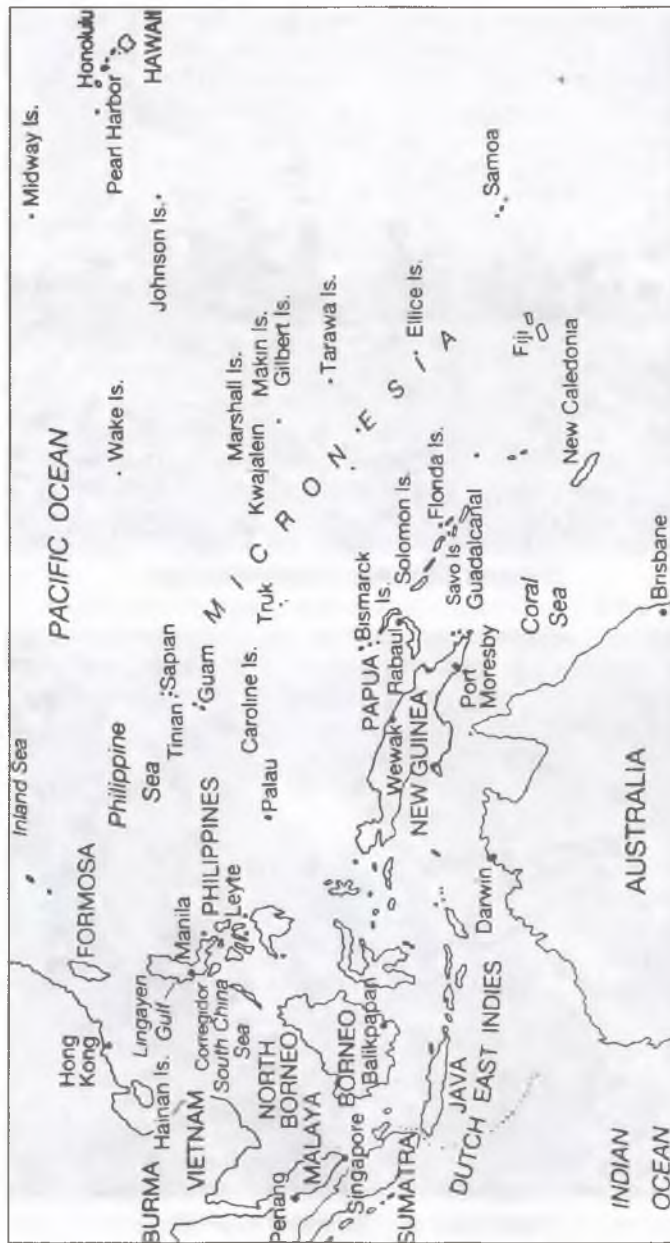 Midway Is.
Honolulu
Pearl Harbor
HAWAII
Johnson Is.
PACIFIC OCEAN
Wake Is.
Inland Sea
Philippine
Sea
Tinian
Sapian
Guam
FORMOSA
Hong
Kong
Lingayen
Gulf
Manila
PHILIPPINES
Corregidor
Leyte
South China
Sea
Hainan Is.
BURMA
VIETNAM
Marshall Is.
Kwajalein
Makin Is.
Gilbert Is.
Tarawa Is.
Ellice Is.
MICRONESIA
Truk
Caroline Is.
Palau
NORTH
BORNEO
Penang
MALAYA
BORNEO
Singapore
Balikpapan
SUMATRA
JAVA
DUTCH EAST INDIES
Bismarck
Is.
PAPUA
Rabaul
Wewak
NEW GUINEA
Solomon Is.
Flonda Is.
Savo Is
Guadalcanal
Port
Moresby
Coral
Sea
Samoa
Fiji
New Caledonia
Darwin
AUSTRALIA
Brisbane
INDIAN
OCEAN